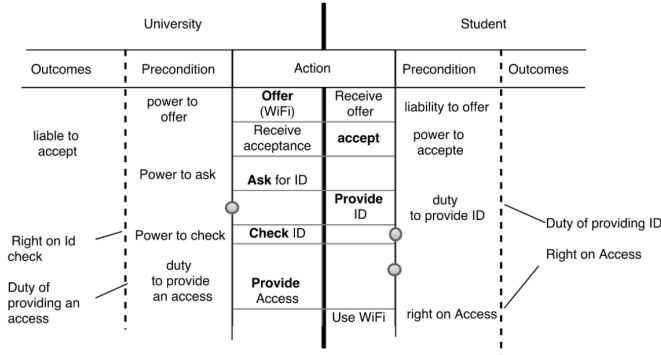 University
Student
Outcomes
Precondition
Action
Precondition
Outcomes
power to
offer
Offer
(WiFi)
Receive
offer
liability to offer
liable to
accept
Receive
acceptance
accept
power to
accepte
Power to ask
Ask for ID
Provide
ID
duty
to provide ID
Duty of providing ID
Right on Id
check
Power to check
Check ID
Right on Access
Duty of
providing an
access
duty
to provide
an access
Provide
Access
Use WiFi
right on Access